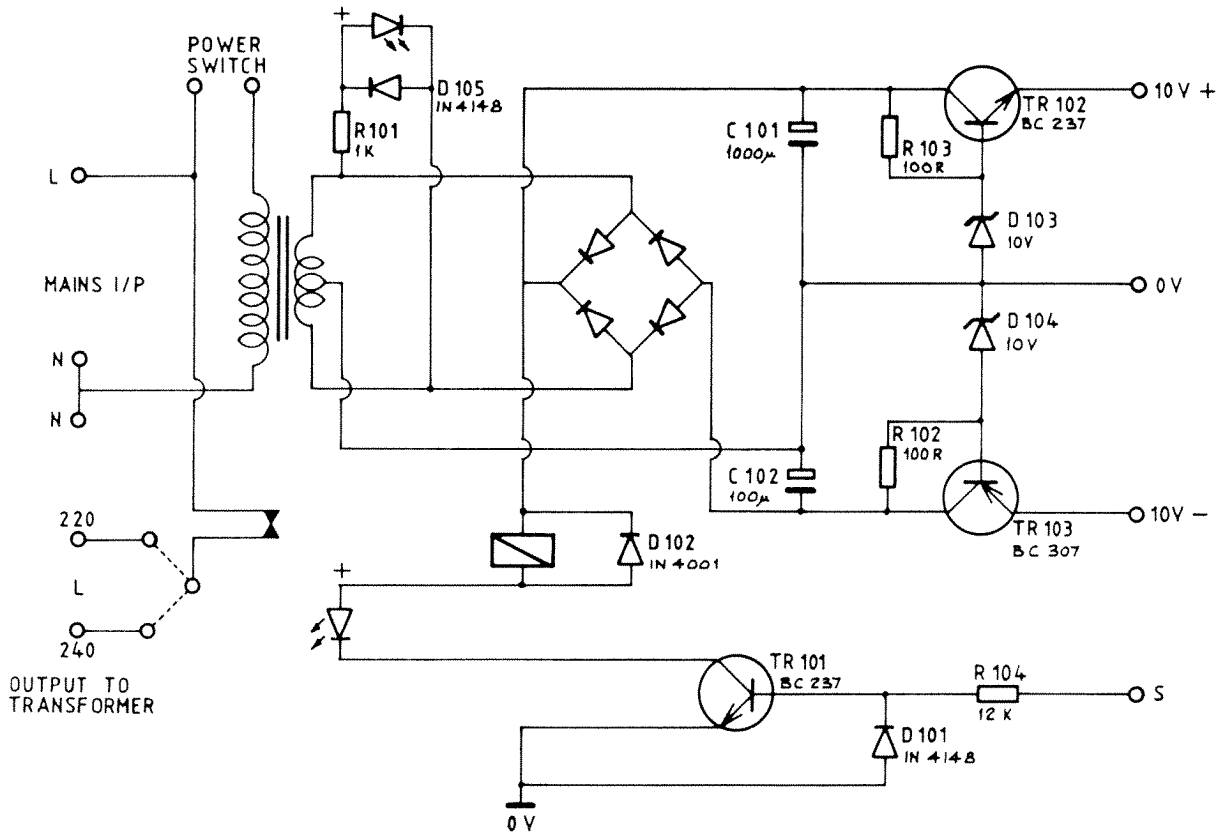 +
POWER
SWITCH
D 105
IN 4148
R 101
1K
L
MAINS I/P
N
N
C 101
1000µ
R 103
100R
TR 102
BC 237
10V +
D 103
10V
0V
D 104
10V
R 102
100R
C 102
100µ
TR 103
BC 307
10V -
220
L
240
OUTPUT TO
TRANSFORMER
D 102
IN 4001
+
TR 101
BC 237
R 104
12K
S
D 101
IN 4148
0V